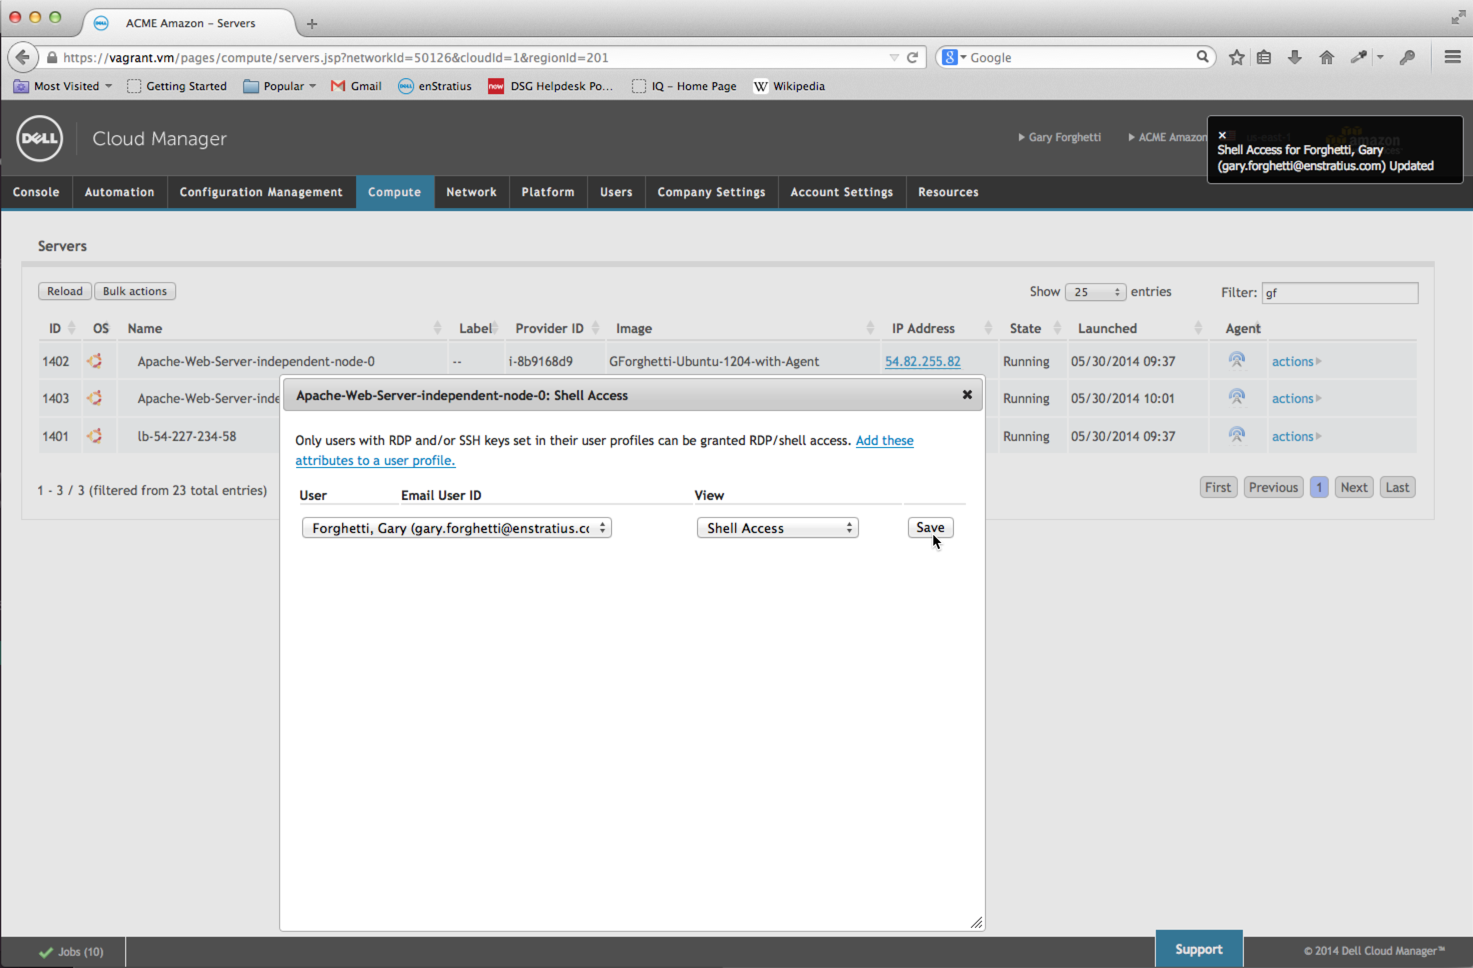 ACME Amazon – Servers
https://vagrant.vm/pages/compute/servers.jsp?networkId=50126&cloudId=1&regionId=201
8
Google
Most Visited
Getting Started
Popular
Gmail
enStratius
now
DSG Helpdesk Po...
IQ – Home Page
W Wikipedia
DELL
Cloud Manager
Gary Forghetti
ACME Amazon
us-east-1
amazon
×
Shell Access for Forghetti, Gary
(gary.forghetti@enstratius.com) Updated
Console
Automation
Configuration Management
Compute
Network
Platform
Users
Company Settings
Account Settings
Resources
Servers
Reload
Bulk actions
Show 25 entries
Filter: gf
ID OS Name Label Provider ID Image IP Address State Launched Agent
1402 Apache-Web-Server-independent-node-0 -- i-8b9168d9 GForghetti-Ubuntu-1204-with-Agent 54.82.255.82 Running 05/30/2014 09:37 actions
1403 Apache-Web-Server-inde Running 05/30/2014 10:01 actions
1401 lb-54-227-234-58 Running 05/30/2014 09:37 actions
1 - 3 / 3 (filtered from 23 total entries)
First Previous 1 Next Last
Apache-Web-Server-independent-node-0: Shell Access
Only users with RDP and/or SSH keys set in their user profiles can be granted RDP/shell access. Add these
attributes to a user profile.
User Email User ID View
Forghetti, Gary (gary.forghetti@enstratius.cc Shell Access Save
Jobs (10)
Support
© 2014 Dell Cloud Manager™